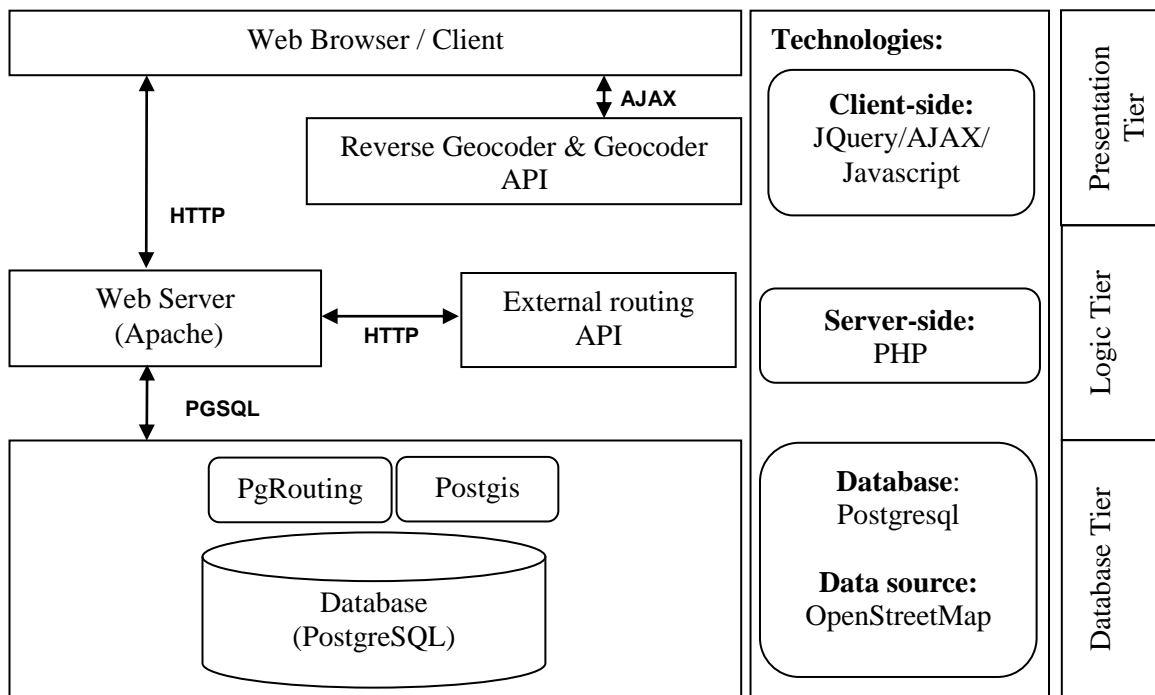 Web Browser / Client
AJAX
Reverse Geocoder & Geocoder
API
HTTP
Web Server
(Apache)
HTTP
External routing
API
PGSQL
PgRouting
Postgis
Database
(PostgreSQL)
Technologies:
Client-side:
JQuery/AJAX/
Javascript
Server-side:
PHP
Database:
Postgresql
Data source:
OpenStreetMap
Presentation
Tier
Logic Tier
Database Tier